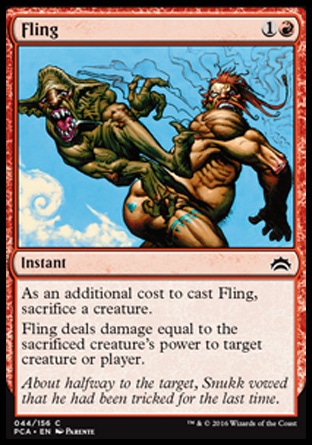 Fling
Instant
As an additional cost to cast Fling,
sacrifice a creature.
Fling deals damage equal to the
sacrificed creature's power to target
creature or player.
About halfway to the target, Snukk vowed
that he had been tricked for the last time.
044/156 C
PCA • EN Parente
™ & © 2016 Wizards of the Coast